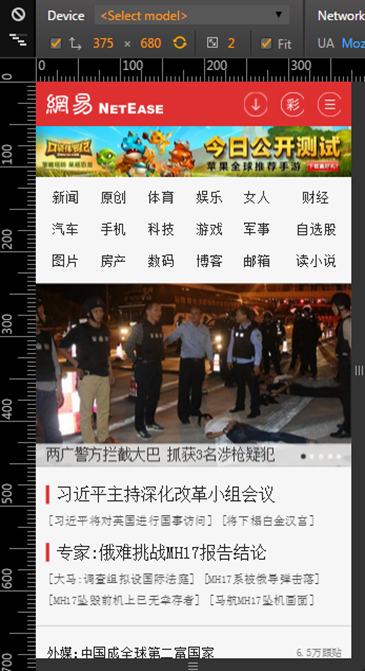 Device <Select model> Network
375 × 680 2 Fit UA Moz
0 100 200 300
0
100
200
300
400
500
600
700
網易 NETEASE 彩
口袋怪兽记 今日公开测试
苹果全球推荐手游
新闻 原创 体育 娱乐 女人 财经
汽车 手机 科技 游戏 军事 自选股
图片 房产 数码 博客 邮箱 读小说
两广警方拦截大巴 抓获3名涉枪疑犯
习近平主持深化改革小组会议
[习近平将对英国进行国事访问] [将下榻白金汉宫]
专家:俄难挑战MH17报告结论
[大马:调查组拟设国际法庭] [MH17系被俄导弹击落]
[MH17坠毁前机上已无幸存者] [马航MH17坠机画面]
外媒:中国成全球第二富国家 6.5万跟贴